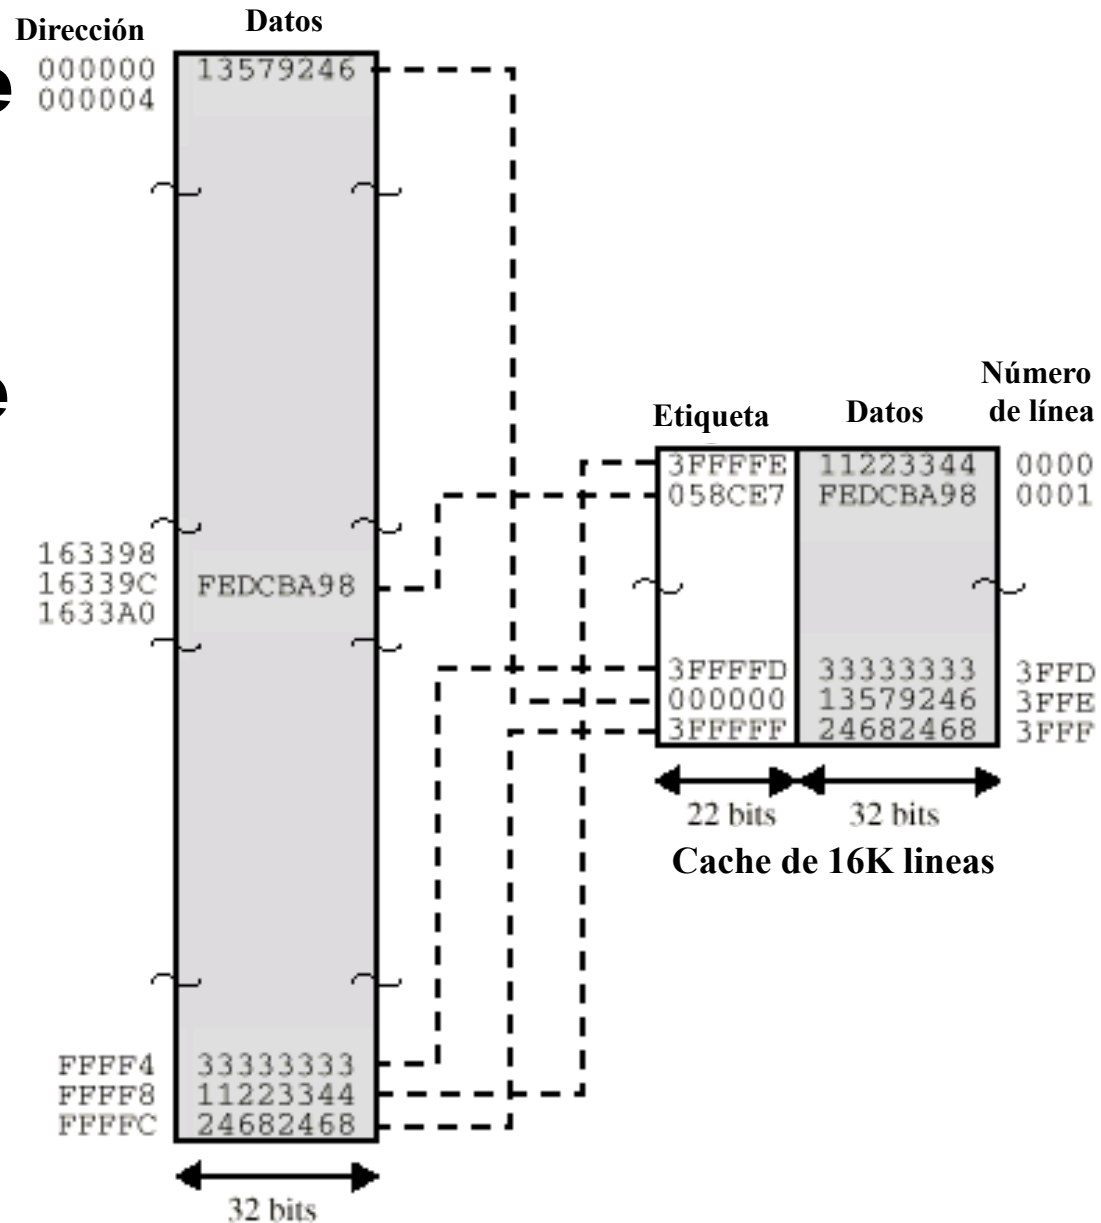 Dirección
Datos
e
000000 13579246
000004
e
163398
16339C FEDCBA98
1633A0
FFFF4 33333333
FFFF8 11223344
FFFFC 24682468
32 bits
Etiqueta Datos Número
de línea
3FFFFE 11223344 0000
058CE7 FEDCBA98 0001
3FFFFD 33333333 3FFD
000000 13579246 3FFE
3FFFFF 24682468 3FFF
22 bits 32 bits
Cache de 16K lineas